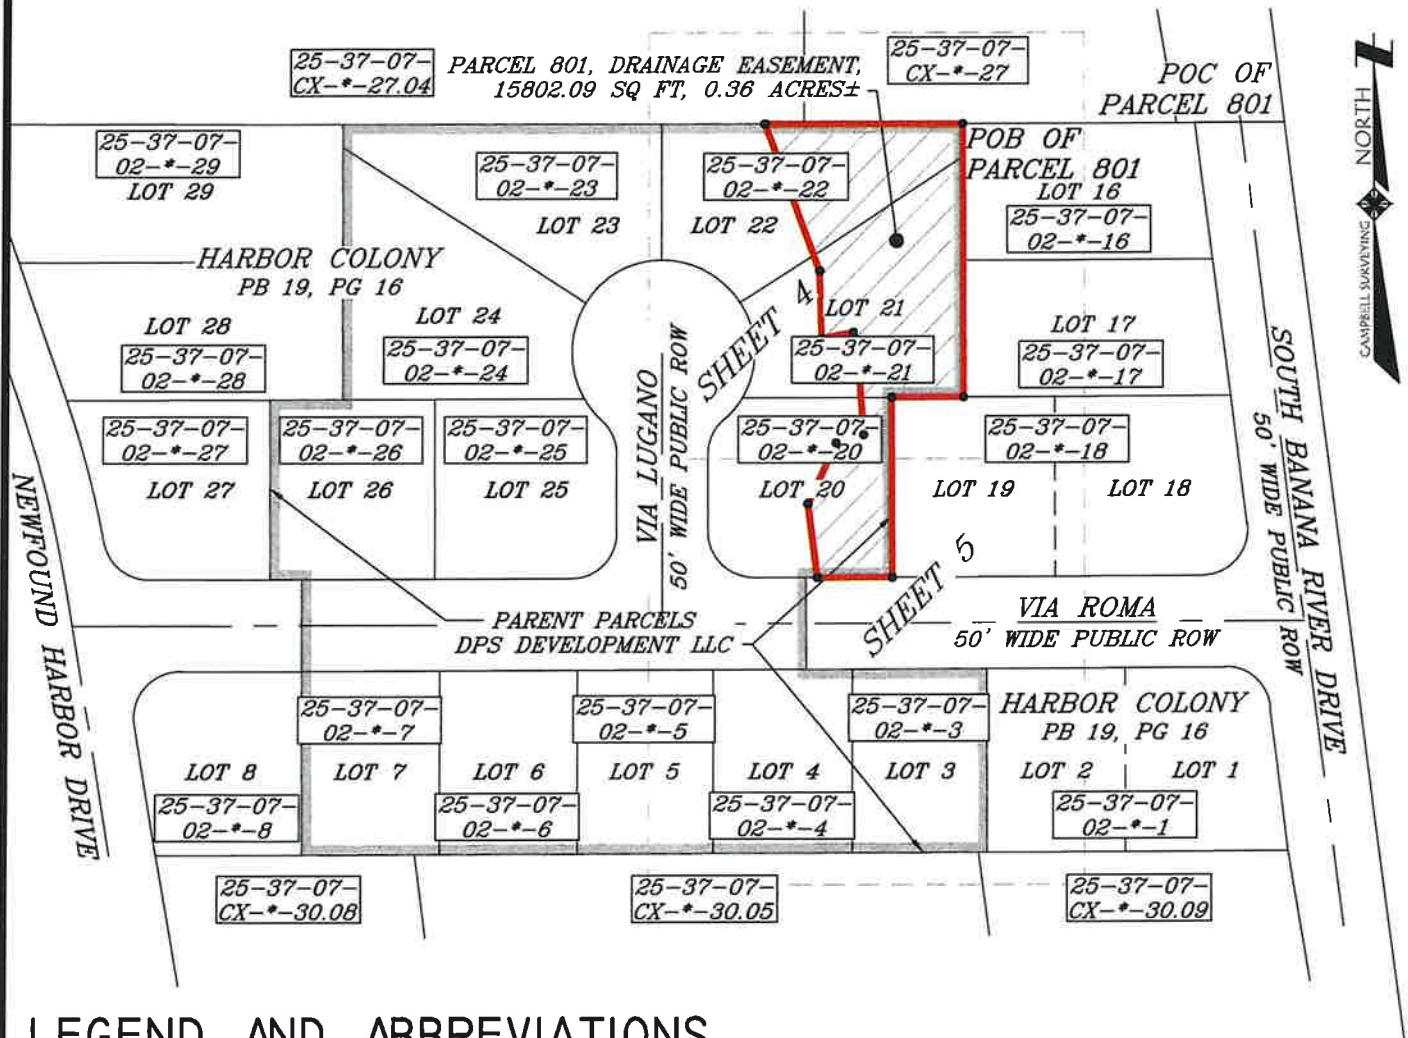 25-37-07-
CX-*-27.04
PARCEL 801, DRAINAGE EASEMENT,
15802.09 SQ FT, 0.36 ACRES±
25-37-07-
CX-*-27
POC OF
PARCEL 801
NORTH
CAMPBELL SURVEYING
25-37-07-
02-*-29
LOT 29
25-37-07-
02-*-23
LOT 23
25-37-07-
02-*-22
LOT 22
POB OF
PARCEL 801
LOT 16
25-37-07-
02-*-16
HARBOR COLONY
PB 19, PG 16
LOT 28
25-37-07-
02-*-28
LOT 24
25-37-07-
02-*-24
SHEET 4
LOT 21
25-37-07-
02-*-21
LOT 17
25-37-07-
02-*-17
VIA LUGANO
50' WIDE PUBLIC ROW
SOUTH BANANA RIVER DRIVE
50' WIDE PUBLIC ROW
25-37-07-
02-*-27
LOT 27
25-37-07-
02-*-26
LOT 26
25-37-07-
02-*-25
LOT 25
25-37-07-
02-*-20
LOT 20
25-37-07-
02-*-18
LOT 19
LOT 18
NEWFOUND HARBOR DRIVE
SHEET 5
PARENT PARCELS
DPS DEVELOPMENT LLC
VIA ROMA
50' WIDE PUBLIC ROW
25-37-07-
02-*-7
25-37-07-
02-*-5
25-37-07-
02-*-3
HARBOR COLONY
PB 19, PG 16
LOT 8
LOT 7
LOT 6
LOT 5
LOT 4
LOT 3
LOT 2
LOT 1
25-37-07-
02-*-8
25-37-07-
02-*-6
25-37-07-
02-*-4
25-37-07-
02-*-1
25-37-07-
CX-*-30.08
25-37-07-
CX-*-30.05
25-37-07-
CX-*-30.09
LEGEND AND ABBREVIATIONS